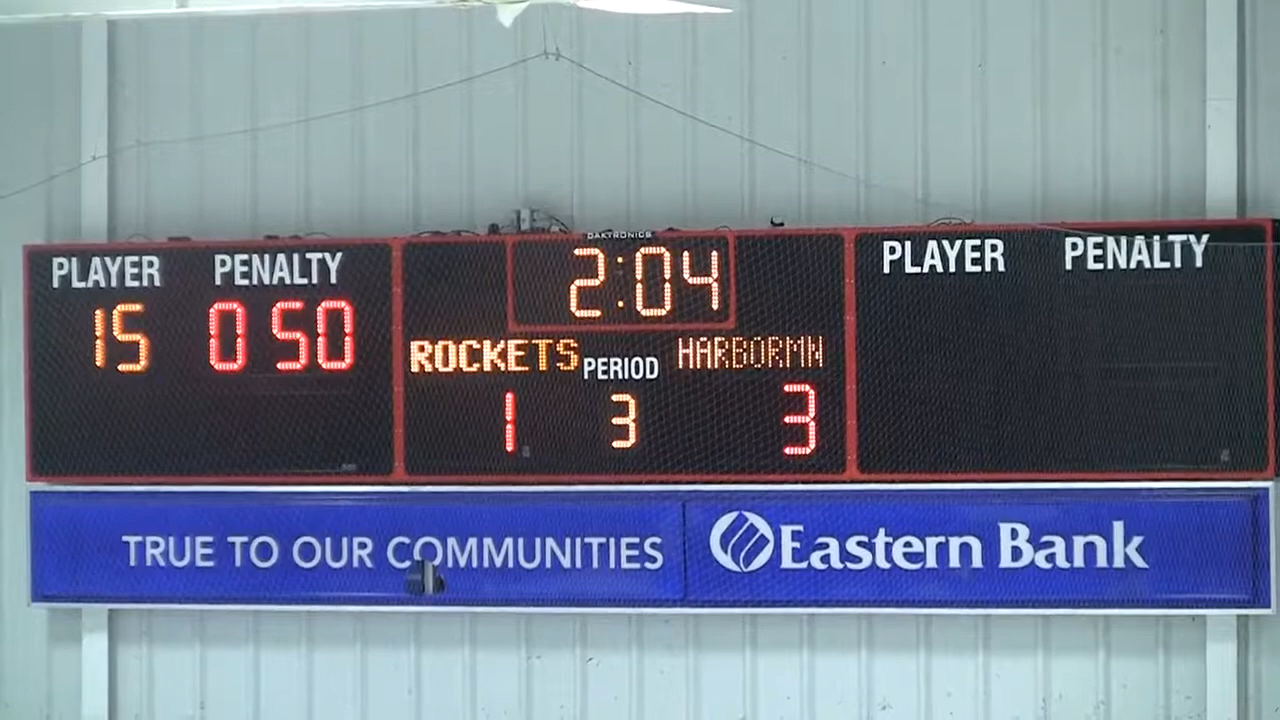 DAKTRONICS
PLAYER PENALTY
15 0 50
2:04
ROCKETS PERIOD HARBORMN
1 3 3
PLAYER PENALTY
TRUE TO OUR COMMUNITIES
Eastern Bank